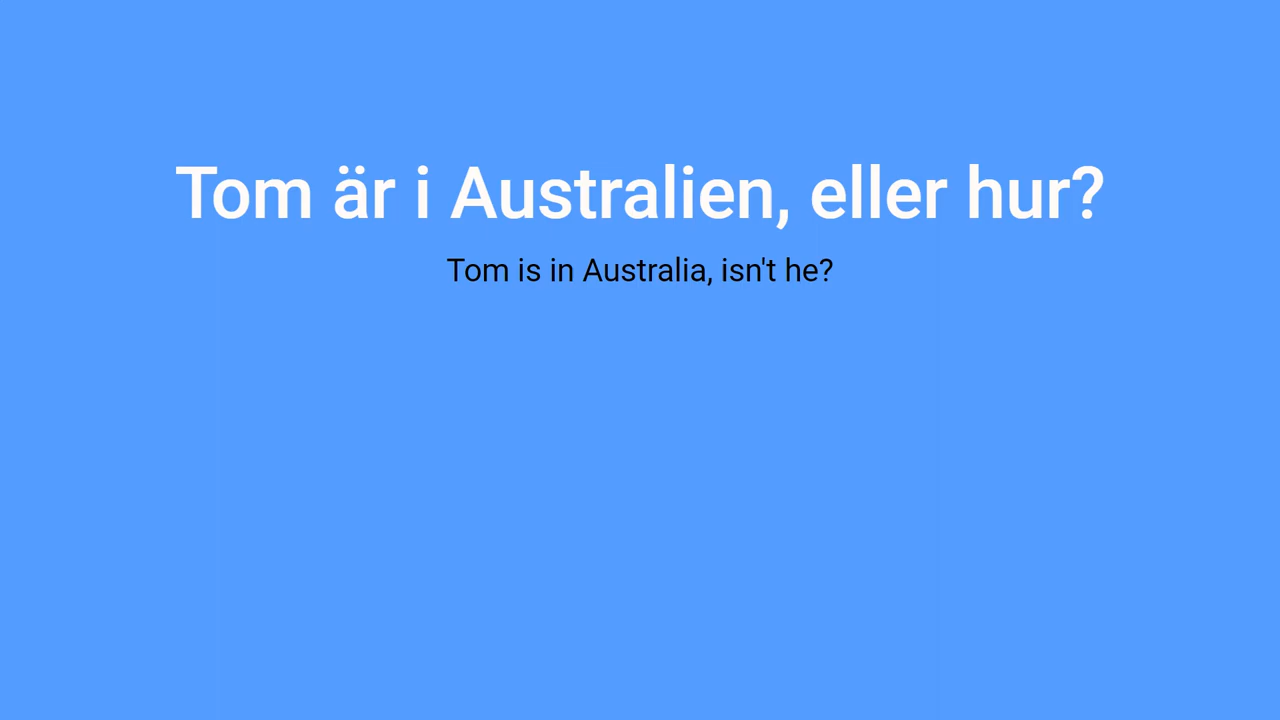 Tom är i Australien, eller hur?
Tom is in Australia, isn't he?